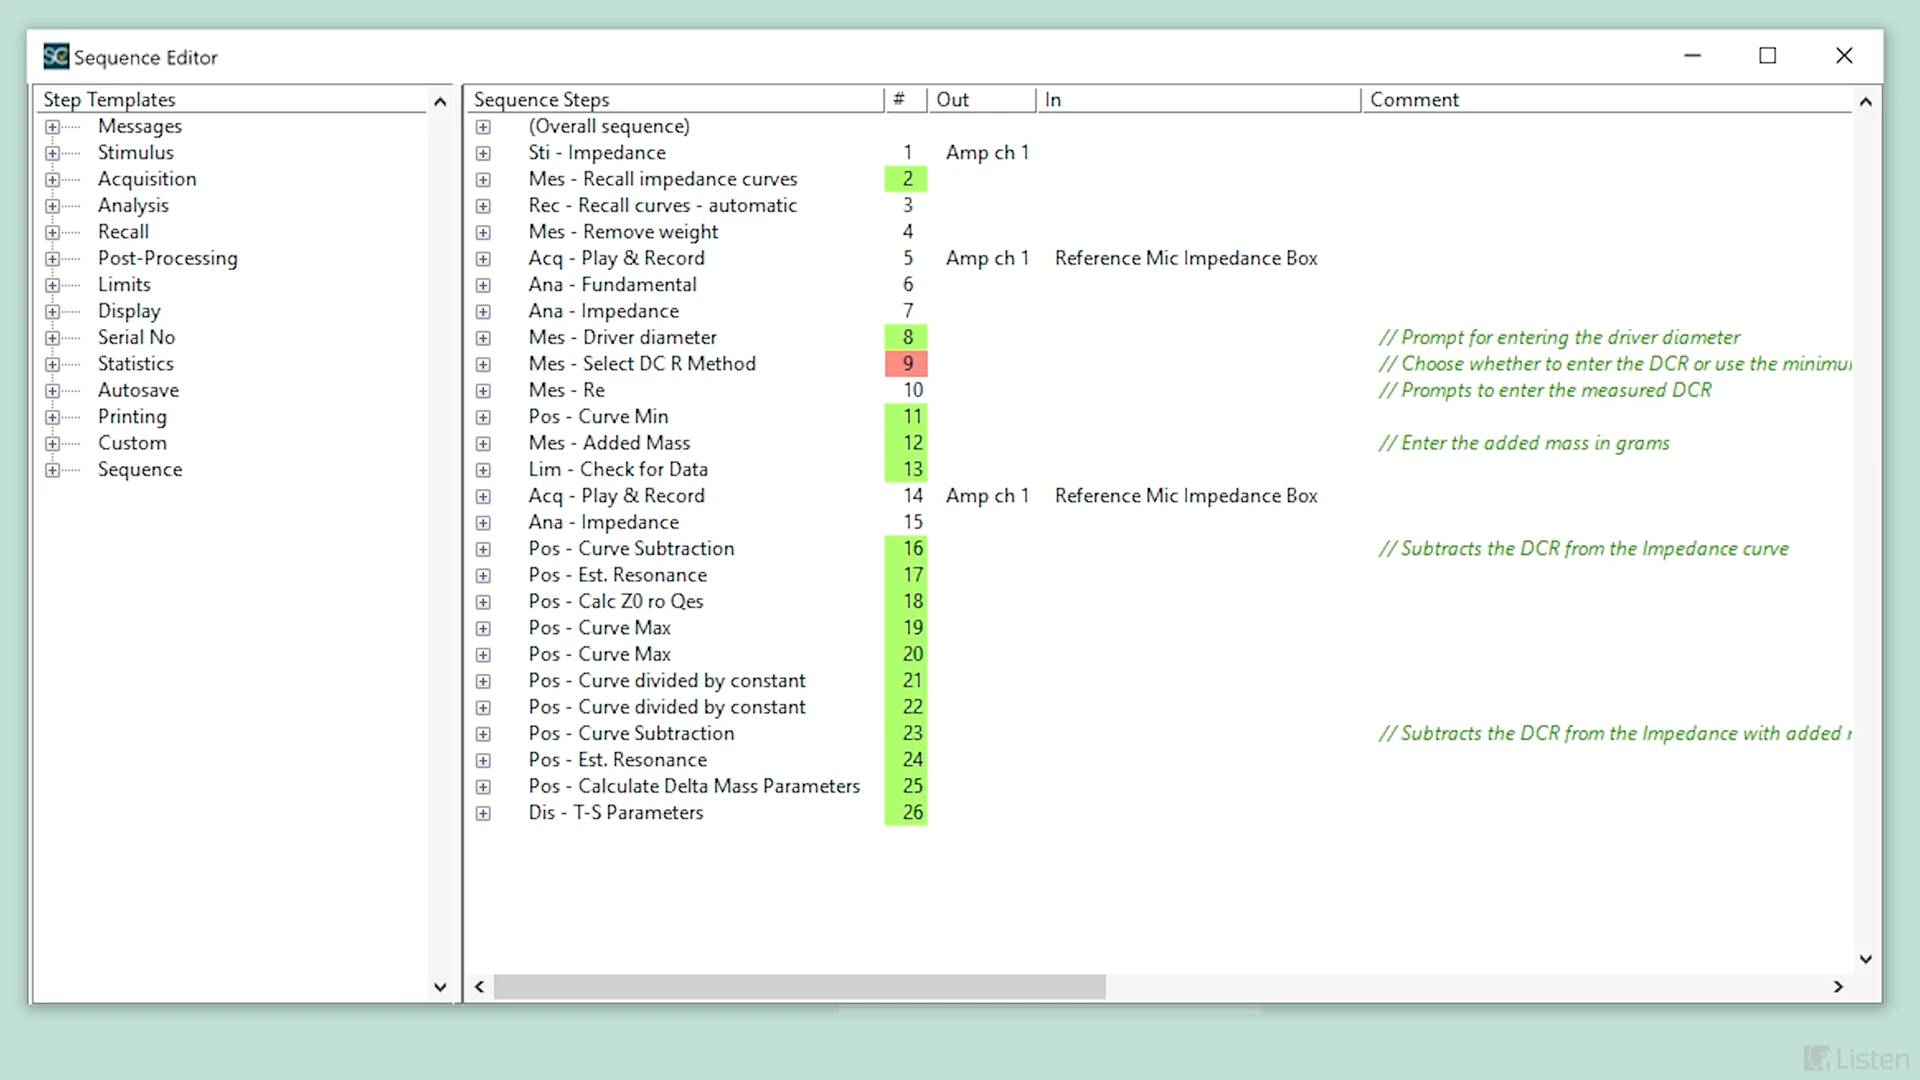 Sequence Editor
Step Templates
Messages
Stimulus
Acquisition
Analysis
Recall
Post-Processing
Limits
Display
Serial No
Statistics
Autosave
Printing
Custom
Sequence
Sequence Steps # Out In Comment
(Overall sequence)
Sti - Impedance 1 Amp ch 1
Mes - Recall impedance curves 2
Rec - Recall curves - automatic 3
Mes - Remove weight 4
Acq - Play & Record 5 Amp ch 1 Reference Mic Impedance Box
Ana - Fundamental 6
Ana - Impedance 7
Mes - Driver diameter 8 // Prompt for entering the driver diameter
Mes - Select DC R Method 9 // Choose whether to enter the DCR or use the minimu
Mes - Re 10 // Prompts to enter the measured DCR
Pos - Curve Min 11
Mes - Added Mass 12 // Enter the added mass in grams
Lim - Check for Data 13
Acq - Play & Record 14 Amp ch 1 Reference Mic Impedance Box
Ana - Impedance 15
Pos - Curve Subtraction 16 // Subtracts the DCR from the Impedance curve
Pos - Est. Resonance 17
Pos - Calc Z0 ro Qes 18
Pos - Curve Max 19
Pos - Curve Max 20
Pos - Curve divided by constant 21
Pos - Curve divided by constant 22
Pos - Curve Subtraction 23 // Subtracts the DCR from the Impedance with added
Pos - Est. Resonance 24
Pos - Calculate Delta Mass Parameters 25
Dis - T-S Parameters 26
Listen